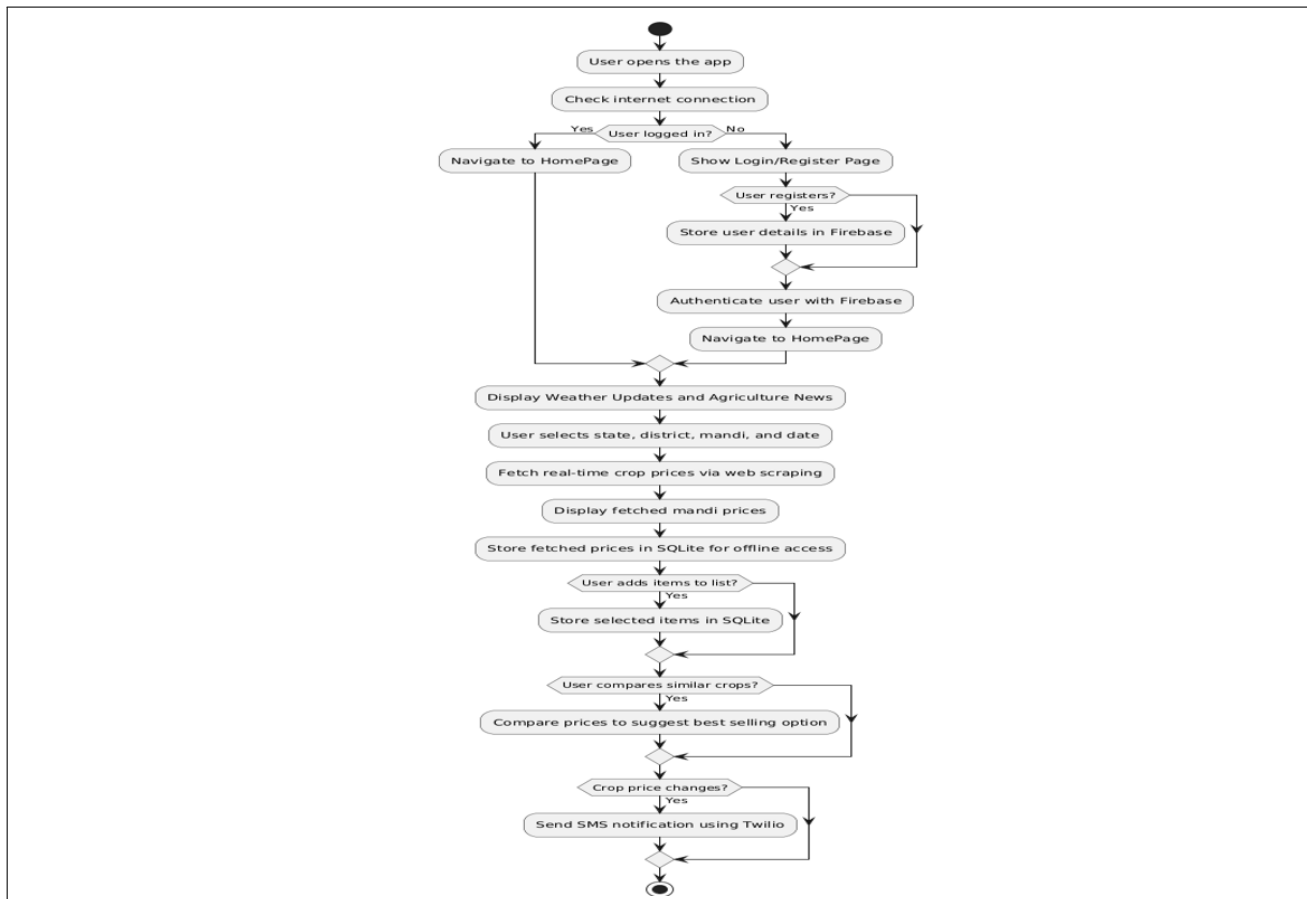 User opens the app
Check internet connection
Yes
User logged in?
No
Navigate to HomePage
Show Login/Register Page
User registers?
Yes
Store user details in Firebase
Authenticate user with Firebase
Navigate to HomePage
Display Weather Updates and Agriculture News
User selects state, district, mandi, and date
Fetch real-time crop prices via web scraping
Display fetched mandi prices
Store fetched prices in SQLite for offline access
User adds items to list?
Yes
Store selected items in SQLite
User compares similar crops?
Yes
Compare prices to suggest best selling option
Crop price changes?
Yes
Send SMS notification using Twilio